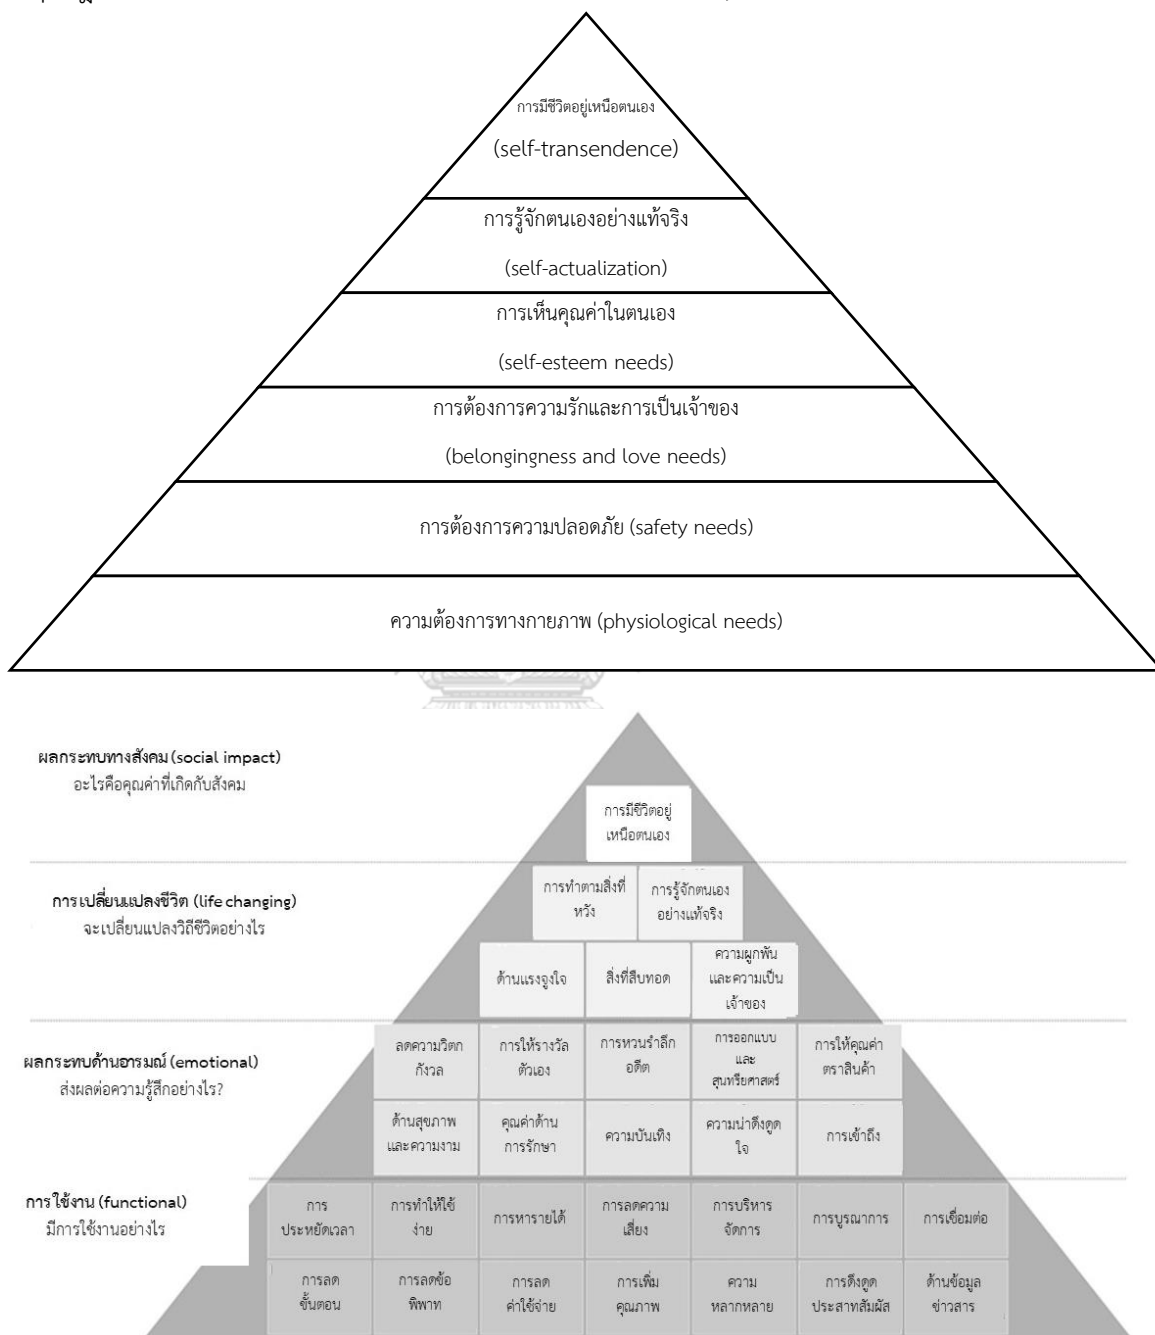 การมีชีวิตอยู่เหนือตนเอง
(self-transendence)
การรู้จักตนเองอย่างแท้จริง
(self-actualization)
การเห็นคุณค่าในตนเอง
(self-esteem needs)
การต้องการความรักและการเป็นเจ้าของ
(belongingness and love needs)
การต้องการความปลอดภัย (safety needs)
ความต้องการทางกายภาพ (physiological needs)
ผลกระทบทางสังคม (social impact)
อะไรคือคุณค่าที่เกิดกับสังคม
การมีชีวิตอยู่
เหนือตนเอง
การเปลี่ยนแปลงชีวิต (life changing)
จะเปลี่ยนแปลงวิถีชีวิตอย่างไร
การทำตามสิ่งที่
หวัง
การรู้จักตนเอง
อย่างแท้จริง
ด้านแรงจูงใจ
สิ่งที่สืบทอด
ความผูกพัน
และความเป็น
เจ้าของ
ผลกระทบด้านอารมณ์ (emotional)
ส่งผลต่อความรู้สึกอย่างไร?
ลดความวิตก
กังวล
การให้รางวัล
ตัวเอง
การหวนรำลึก
อดีต
การออกแบบ
และ
สุนทรียศาสตร์
การให้คุณค่า
ตราสินค้า
ด้านสุขภาพ
และความงาม
คุณค่าด้าน
การรักษา
ความบันเทิง
ความน่าดึงดูด
ใจ
การเข้าถึง
การใช้งาน (functional)
มีการใช้งานอย่างไร
การ
ประหยัดเวลา
การทำให้ใช้
ง่าย
การหารายได้
การลดความ
เสี่ยง
การบริหาร
จัดการ
การบูรณาการ
การเชื่อมต่อ
การลด
ขั้นตอน
การลดข้อ
พิพาท
การลด
ค่าใช้จ่าย
การเพิ่ม
คุณภาพ
ความ
หลากหลาย
การดึงดูด
ประสาทสัมผัส
ด้านข้อมูล
ข่าวสาร